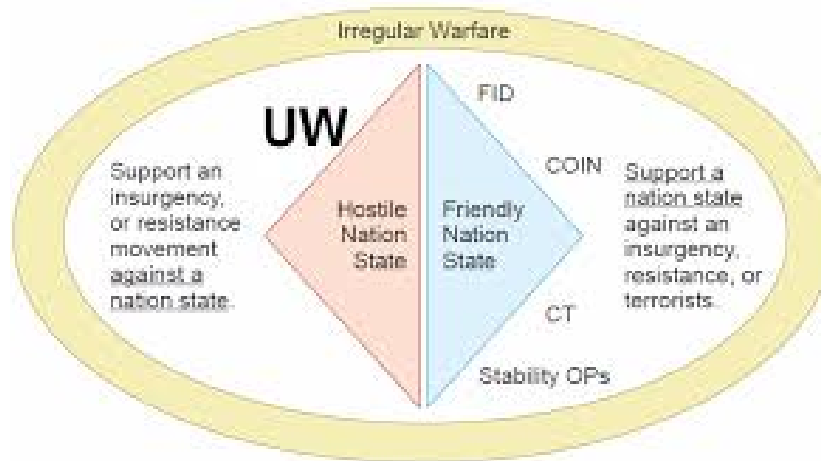 Irregular Warfare
UW
Support an
insurgency,
or resistance
movement
against a
nation state.
Hostile
Nation
State
Friendly
Nation
State
FID
COIN
CT
Stability OPs
Support a
nation state
against an
insurgency,
resistance, or
terrorists.